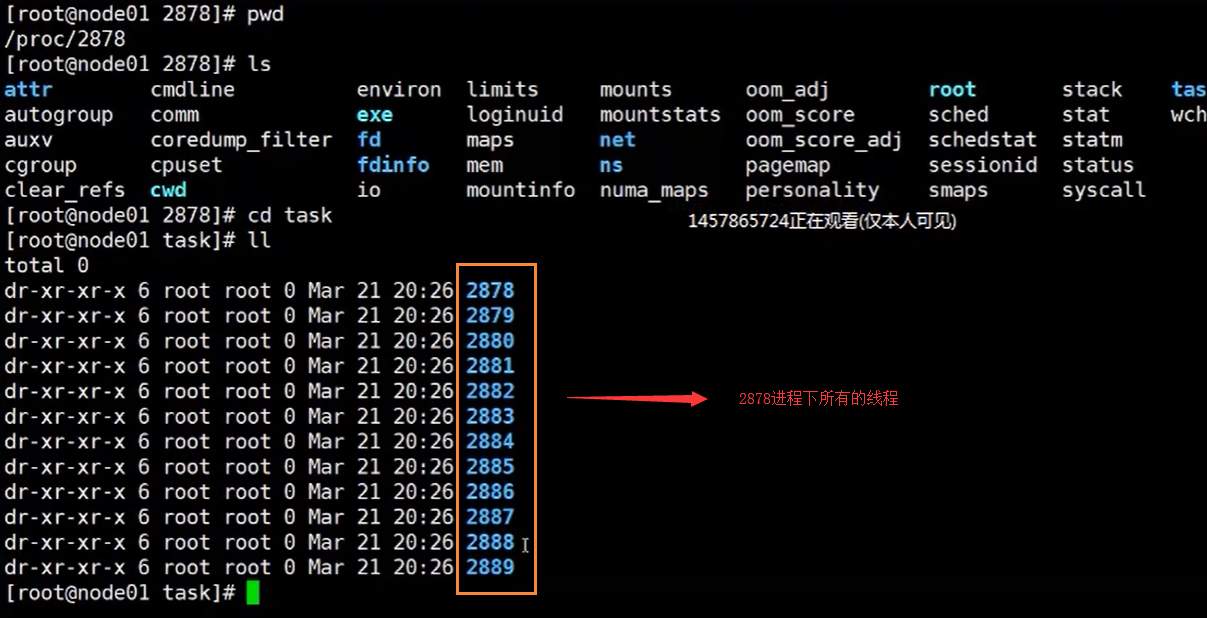 [root@node01 2878]# pwd
/proc/2878
[root@node01 2878]# ls
attr cmdline environ limits mounts oom_adj root stack tas
autogroup comm exe loginuid mountstats oom_score sched stat wch
auxv coredump_filter fd maps net oom_score_adj schedstat statm
cgroup cpuset fdinfo mem ns pagemap sessionid status
clear_refs cwd io mountinfo numa_maps personality smaps syscall
[root@node01 2878]# cd task
1457865724正在观看(仅本人可见)
[root@node01 task]# ll
total 0
dr-xr-xr-x 6 root root 0 Mar 21 20:26 2878
dr-xr-xr-x 6 root root 0 Mar 21 20:26 2879
dr-xr-xr-x 6 root root 0 Mar 21 20:26 2880
dr-xr-xr-x 6 root root 0 Mar 21 20:26 2881
dr-xr-xr-x 6 root root 0 Mar 21 20:26 2882
2878进程下所有的线程
dr-xr-xr-x 6 root root 0 Mar 21 20:26 2883
dr-xr-xr-x 6 root root 0 Mar 21 20:26 2884
dr-xr-xr-x 6 root root 0 Mar 21 20:26 2885
dr-xr-xr-x 6 root root 0 Mar 21 20:26 2886
dr-xr-xr-x 6 root root 0 Mar 21 20:26 2887
dr-xr-xr-x 6 root root 0 Mar 21 20:26 2888
dr-xr-xr-x 6 root root 0 Mar 21 20:26 2889
[root@node01 task]#